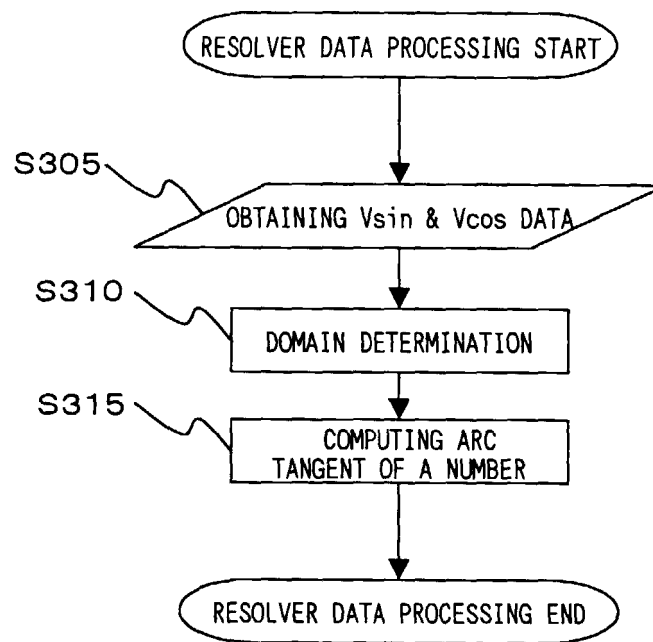 RESOLVER DATA PROCESSING START
S305
OBTAINING Vsin & Vcos DATA
S310
DOMAIN DETERMINATION
S315
COMPUTING ARC
TANGENT OF A NUMBER
RESOLVER DATA PROCESSING END